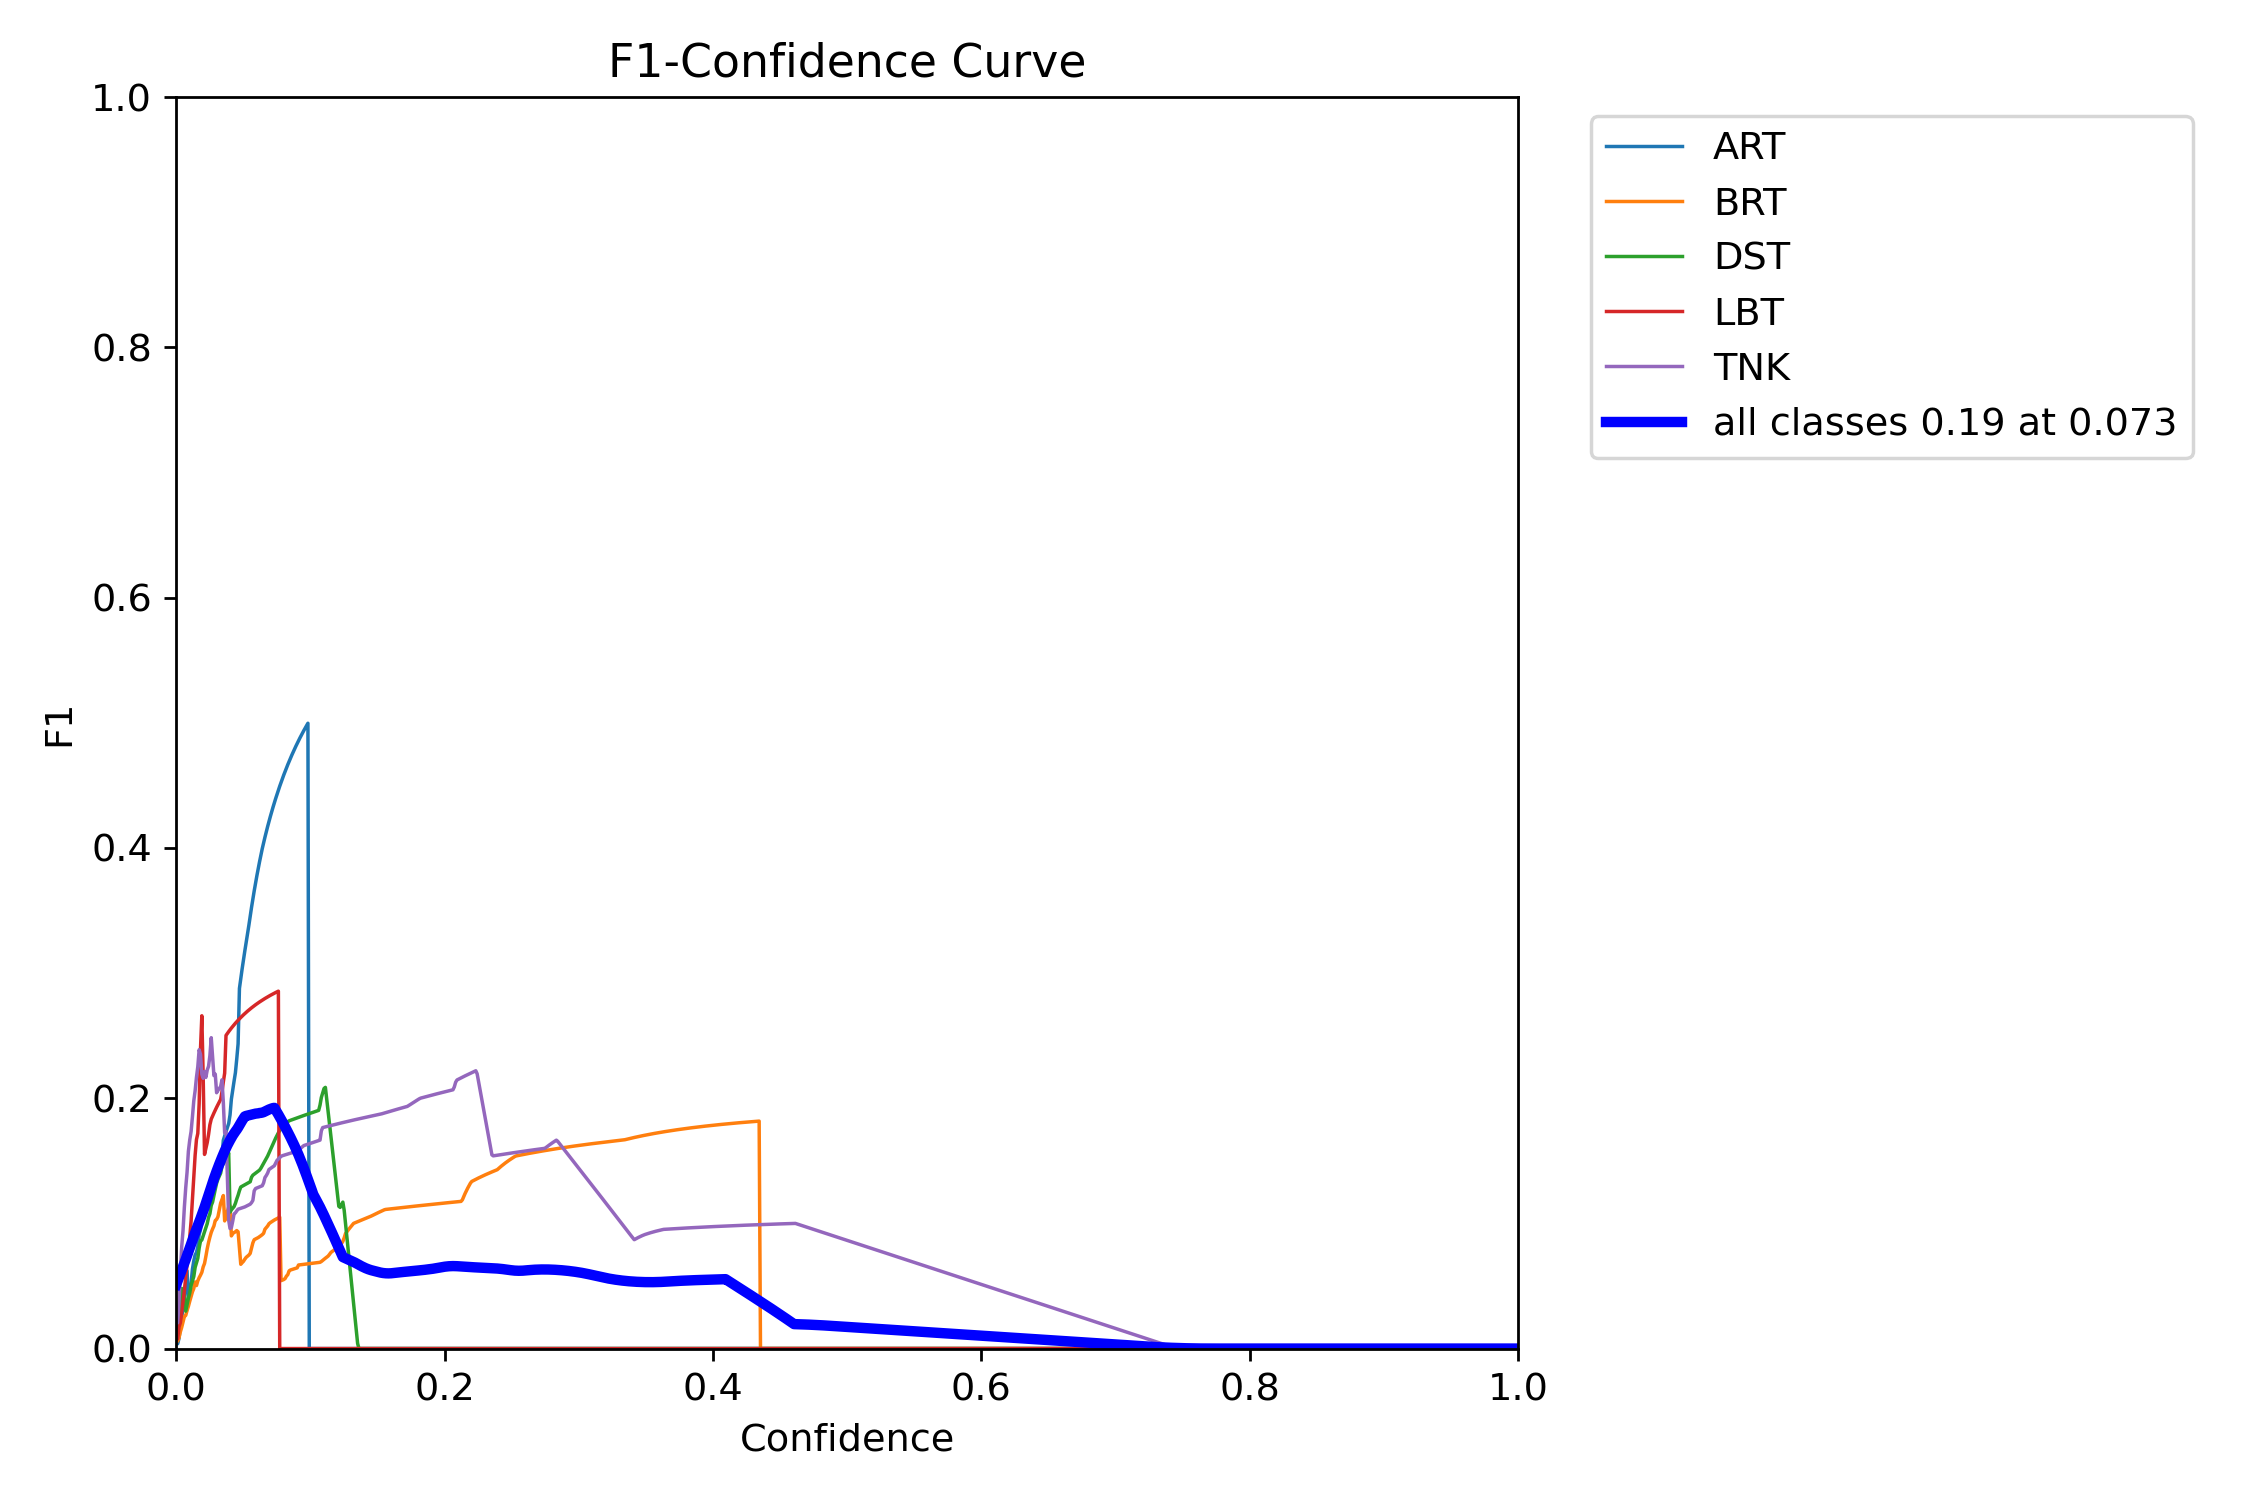 F1-Confidence Curve
1.0
0.8
0.6
0.4
0.2
0.0
F1
0.0 0.2 0.4 0.6 0.8 1.0
Confidence
ART
BRT
DST
LBT
TNK
all classes 0.19 at 0.073